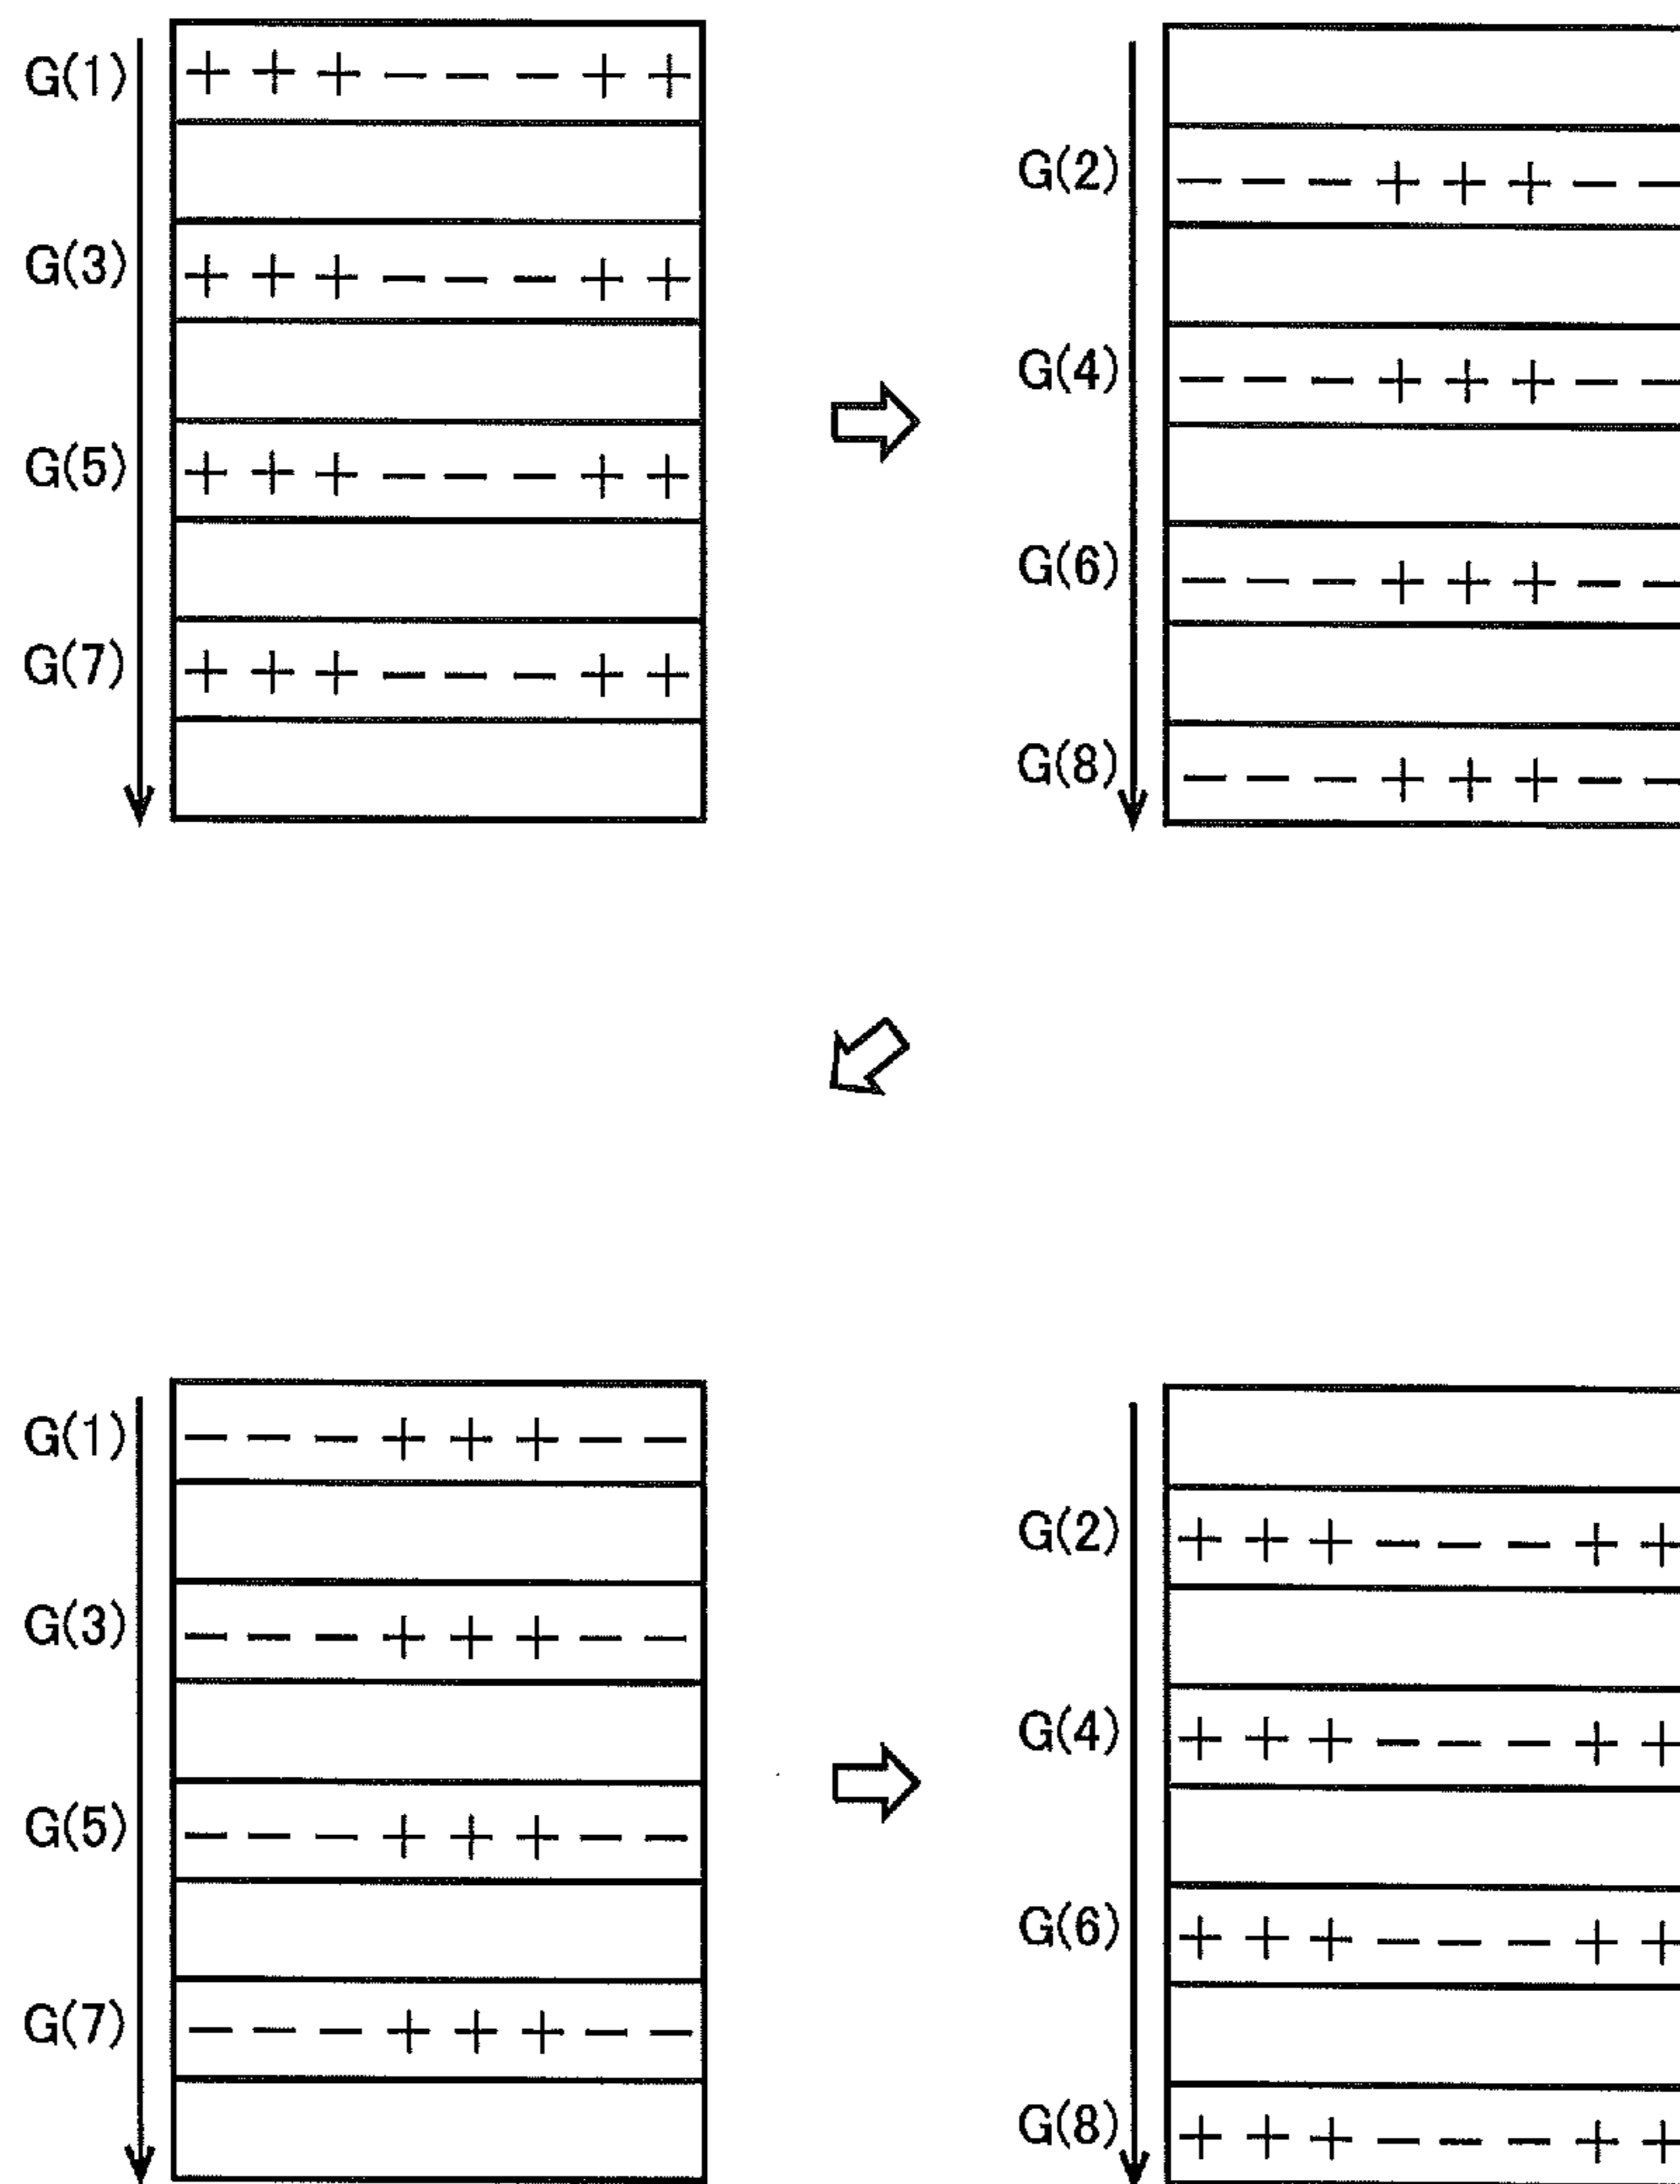 G(1) + + + − − − + +
G(3) + + + − − − + +
G(5) + + + − − − + +
G(7) + + + − − − + +
G(2) − − − + + + − −
G(4) − − − + + + − −
G(6) − − − + + + − −
G(8) − − − + + + − −
G(1) − − − + + + − −
G(3) − − − + + + − −
G(5) − − − + + + − −
G(7) − − − + + + − −
G(2) + + + − − − + +
G(4) + + + − − − + +
G(6) + + + − − − + +
G(8) + + + − − − + +